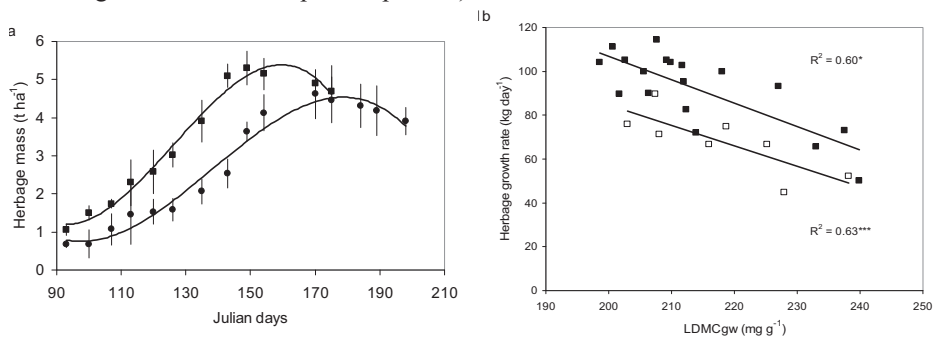 a
6
5
4
3
2
1
0
Herbage mass (t ha⁻¹)
90 110 130 150 170 190 210
Julian days
b
120
100
80
60
40
20
0
Herbage growth rate (kg day⁻¹)
R² = 0.60*
R² = 0.63***
190 200 210 220 230 240 250
LDMCgw (mg g⁻¹)